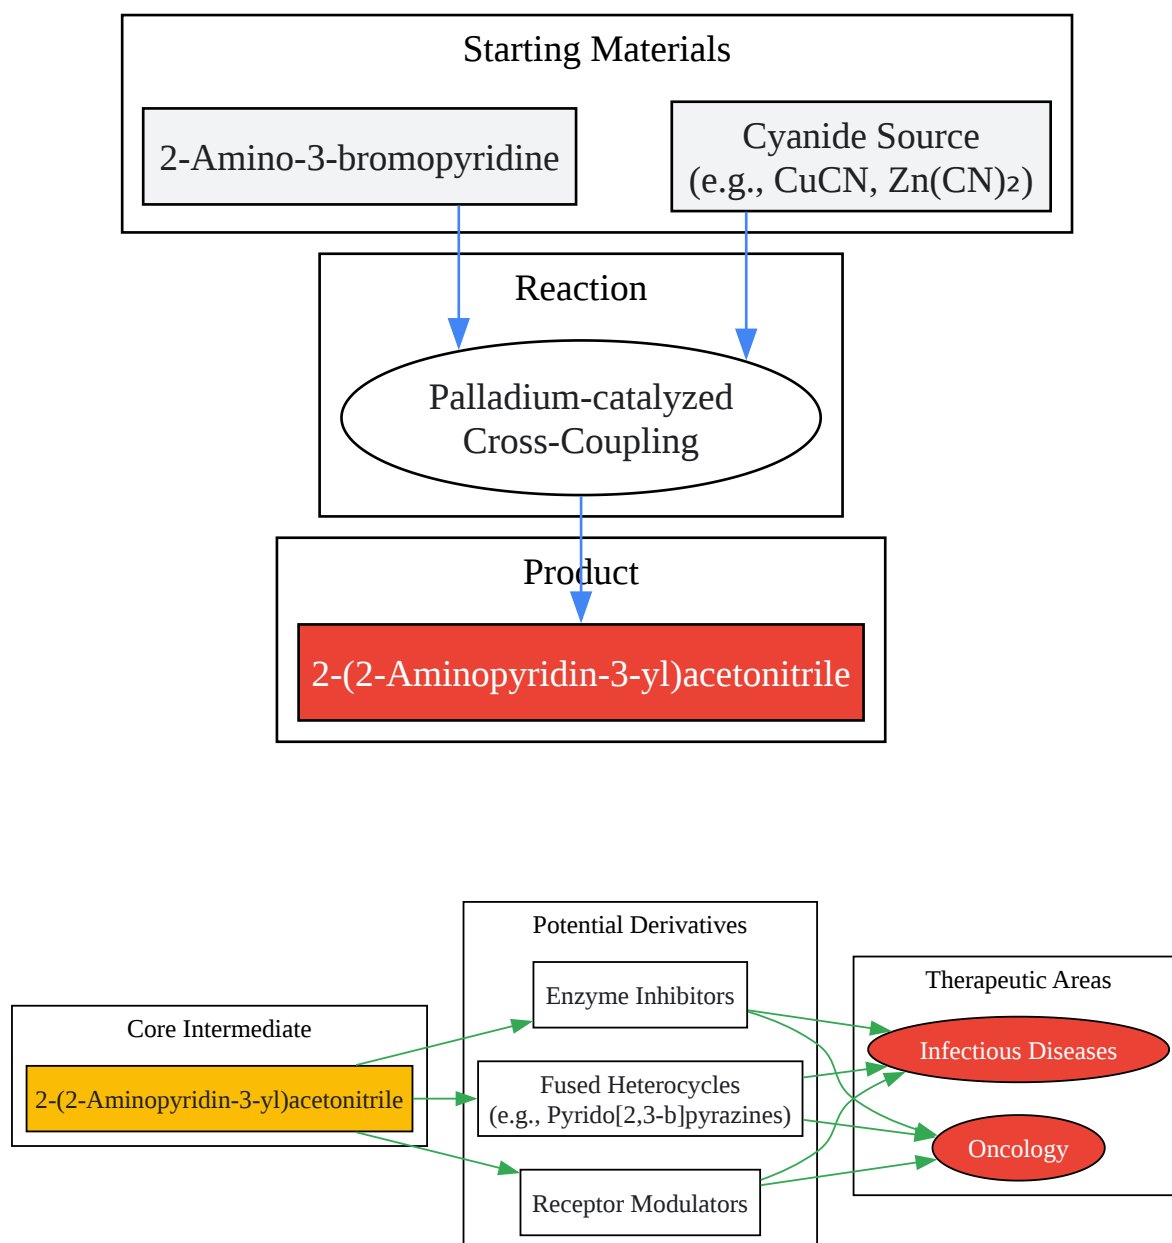 Starting Materials
2-Amino-3-bromopyridine
Cyanide Source
(e.g., CuCN, Zn(CN)₂)
Reaction
Palladium-catalyzed
Cross-Coupling
Product
2-(2-Aminopyridin-3-yl)acetonitrile
Core Intermediate
2-(2-Aminopyridin-3-yl)acetonitrile
Potential Derivatives
Enzyme Inhibitors
Fused Heterocycles
(e.g., Pyrido[2,3-b]pyrazines)
Receptor Modulators
Therapeutic Areas
Infectious Diseases
Oncology